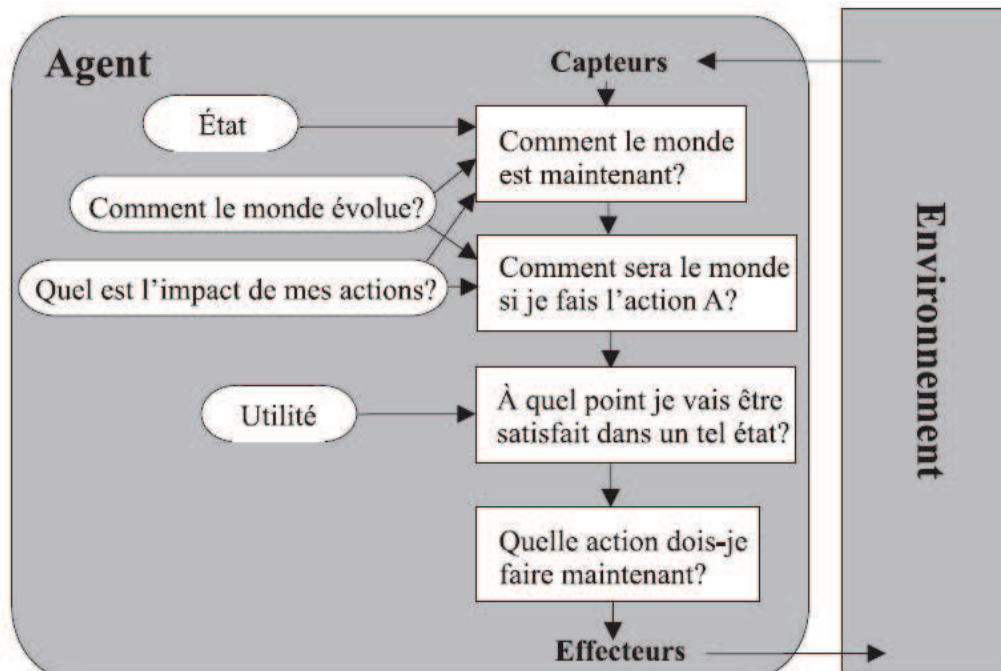 Agent
Capteurs
État
Comment le monde
est maintenant?
Comment le monde évolue?
Quel est l’impact de mes actions?
Comment sera le monde
si je fais l’action A?
Utilité
À quel point je vais être
satisfait dans un tel état?
Quelle action dois-je
faire maintenant?
Effecteurs
Environnement